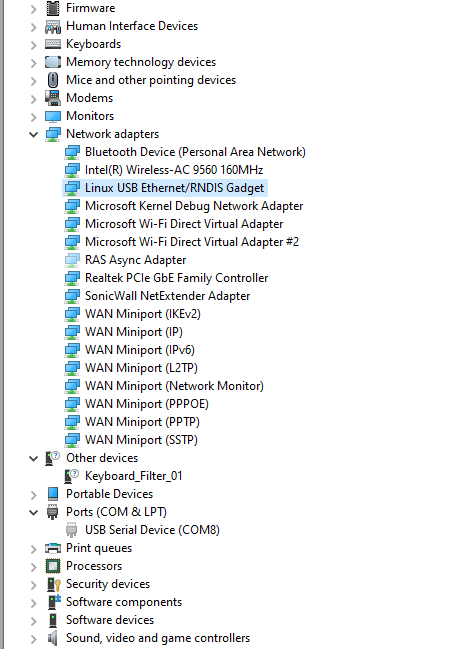 Firmware
Human Interface Devices
Keyboards
Memory technology devices
Mice and other pointing devices
Modems
Monitors
Network adapters
Bluetooth Device (Personal Area Network)
Intel(R) Wireless-AC 9560 160MHz
Linux USB Ethernet/RNDIS Gadget
Microsoft Kernel Debug Network Adapter
Microsoft Wi-Fi Direct Virtual Adapter
Microsoft Wi-Fi Direct Virtual Adapter #2
RAS Async Adapter
Realtek PCIe GbE Family Controller
SonicWall NetExtender Adapter
WAN Miniport (IKEv2)
WAN Miniport (IP)
WAN Miniport (IPv6)
WAN Miniport (L2TP)
WAN Miniport (Network Monitor)
WAN Miniport (PPPOE)
WAN Miniport (PPTP)
WAN Miniport (SSTP)
Other devices
Keyboard_Filter_01
Portable Devices
Ports (COM & LPT)
USB Serial Device (COM8)
Print queues
Processors
Security devices
Software components
Software devices
Sound, video and game controllers